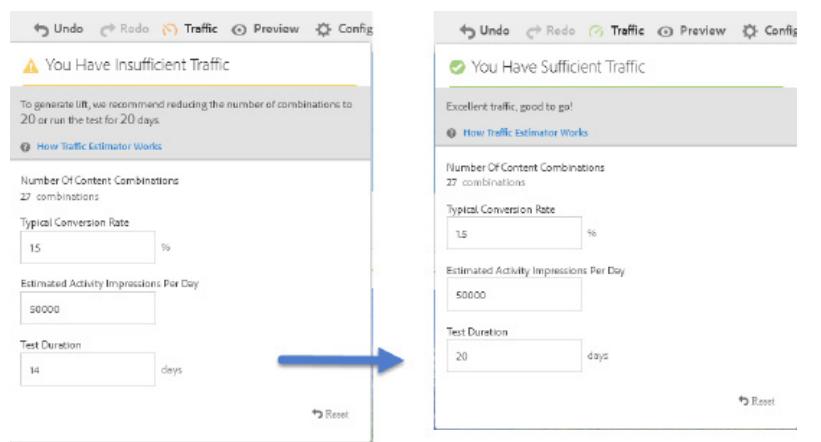 Undo Redo Traffic Preview Config
You Have Insufficient Traffic
To generate lift, we recommend reducing the number of combinations to
20 or run the test for 20 days.
How Traffic Estimator Works
Number Of Content Combinations
27 combinations
Typical Conversion Rate
1.5 %
Estimated Activity Impressions Per Day
50000
Test Duration
14 days
Reset
Undo Redo Traffic Preview Config
You Have Sufficient Traffic
Excellent traffic, good to go!
How Traffic Estimator Works
Number Of Content Combinations
27 combinations
Typical Conversion Rate
1.5 %
Estimated Activity Impressions Per Day
50000
Test Duration
20 days
Reset